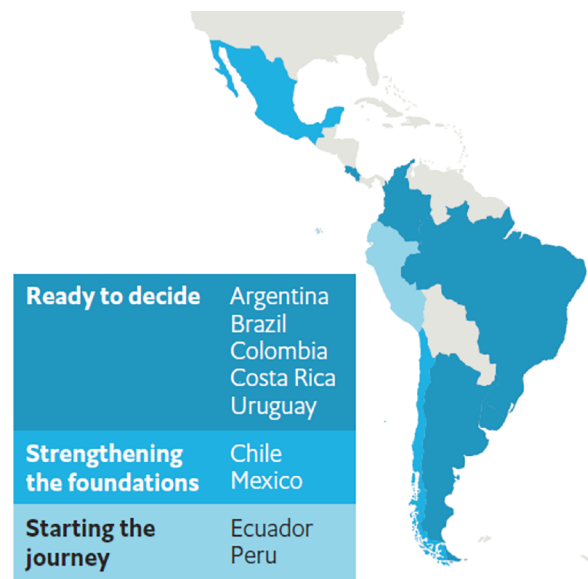 Ready to decide
Argentina
Brazil
Colombia
Costa Rica
Uruguay
Strengthening
the foundations
Chile
Mexico
Starting the
journey
Ecuador
Peru